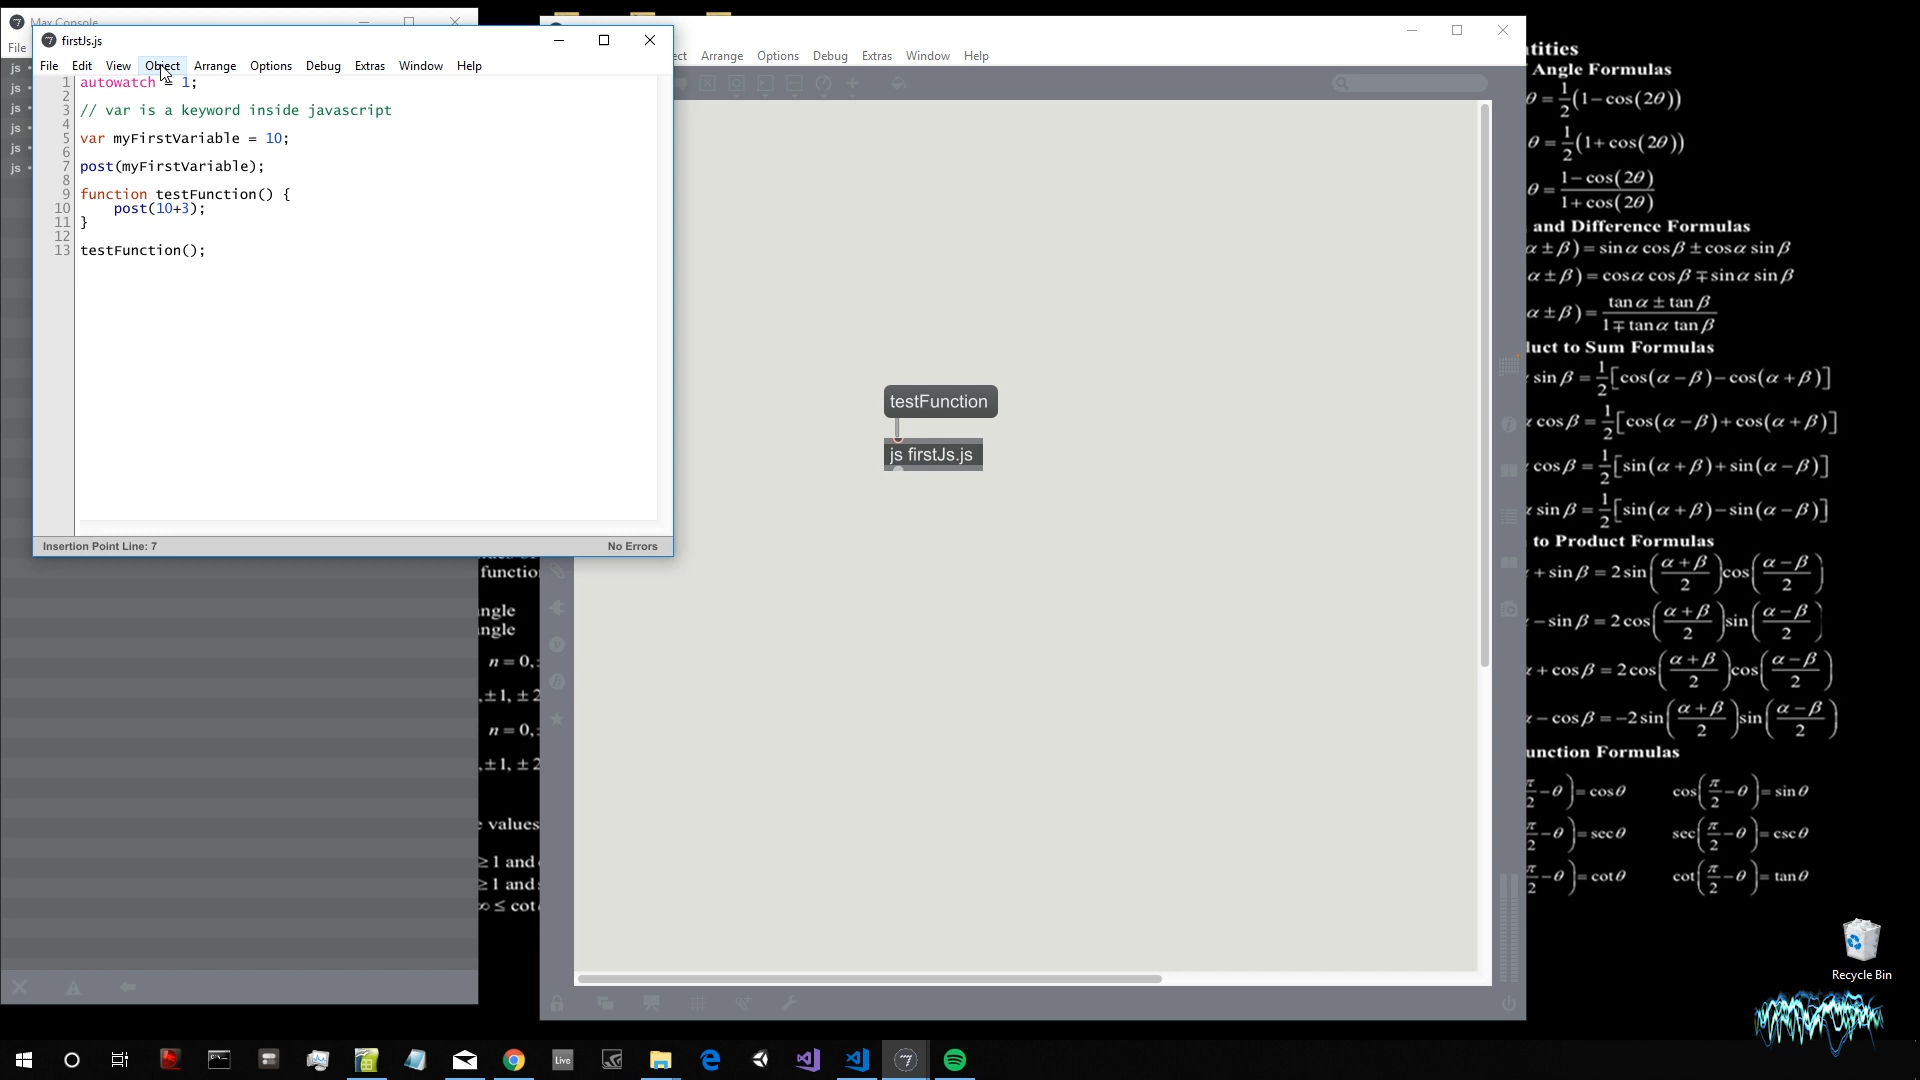 Max Console
File
js •
js •
js •
js •
js •
js •
firstJs.js
File Edit View Object Arrange Options Debug Extras Window Help
1 autowatch = 1;
2
3 // var is a keyword inside javascript
4
5 var myFirstVariable = 10;
6
7 post(myFirstVariable);
8
9 function testFunction() {
10 post(10+3);
11 }
12
13 testFunction();
Insertion Point Line: 7 No Errors
ect Arrange Options Debug Extras Window Help
testFunction
js firstJs.js
functio
ngle
ngle
n = 0,
, ±1, ±2
n = 0,
, ±1, ±2
values
≥ 1 and
≥ 1 and
∞ ≤ cot
tities
Angle Formulas
θ = 1/2 (1 − cos(2θ))
θ = 1/2 (1 + cos(2θ))
θ = (1 − cos(2θ)) / (1 + cos(2θ))
and Difference Formulas
α ± β) = sin α cos β ± cos α sin β
α ± β) = cos α cos β ∓ sin α sin β
α ± β) = (tan α ± tan β) / (1 ∓ tan α tan β)
uct to Sum Formulas
sin β = 1/2 [cos(α − β) − cos(α + β)]
cos β = 1/2 [cos(α − β) + cos(α + β)]
cos β = 1/2 [sin(α + β) + sin(α − β)]
sin β = 1/2 [sin(α + β) − sin(α − β)]
to Product Formulas
+ sin β = 2 sin((α + β)/2) cos((α − β)/2)
− sin β = 2 cos((α + β)/2) sin((α − β)/2)
+ cos β = 2 cos((α + β)/2) cos((α − β)/2)
− cos β = −2 sin((α + β)/2) sin((α − β)/2)
unction Formulas
π/2 − θ) = cos θ cos(π/2 − θ) = sin θ
π/2 − θ) = sec θ sec(π/2 − θ) = csc θ
π/2 − θ) = cot θ cot(π/2 − θ) = tan θ
Recycle Bin
Live